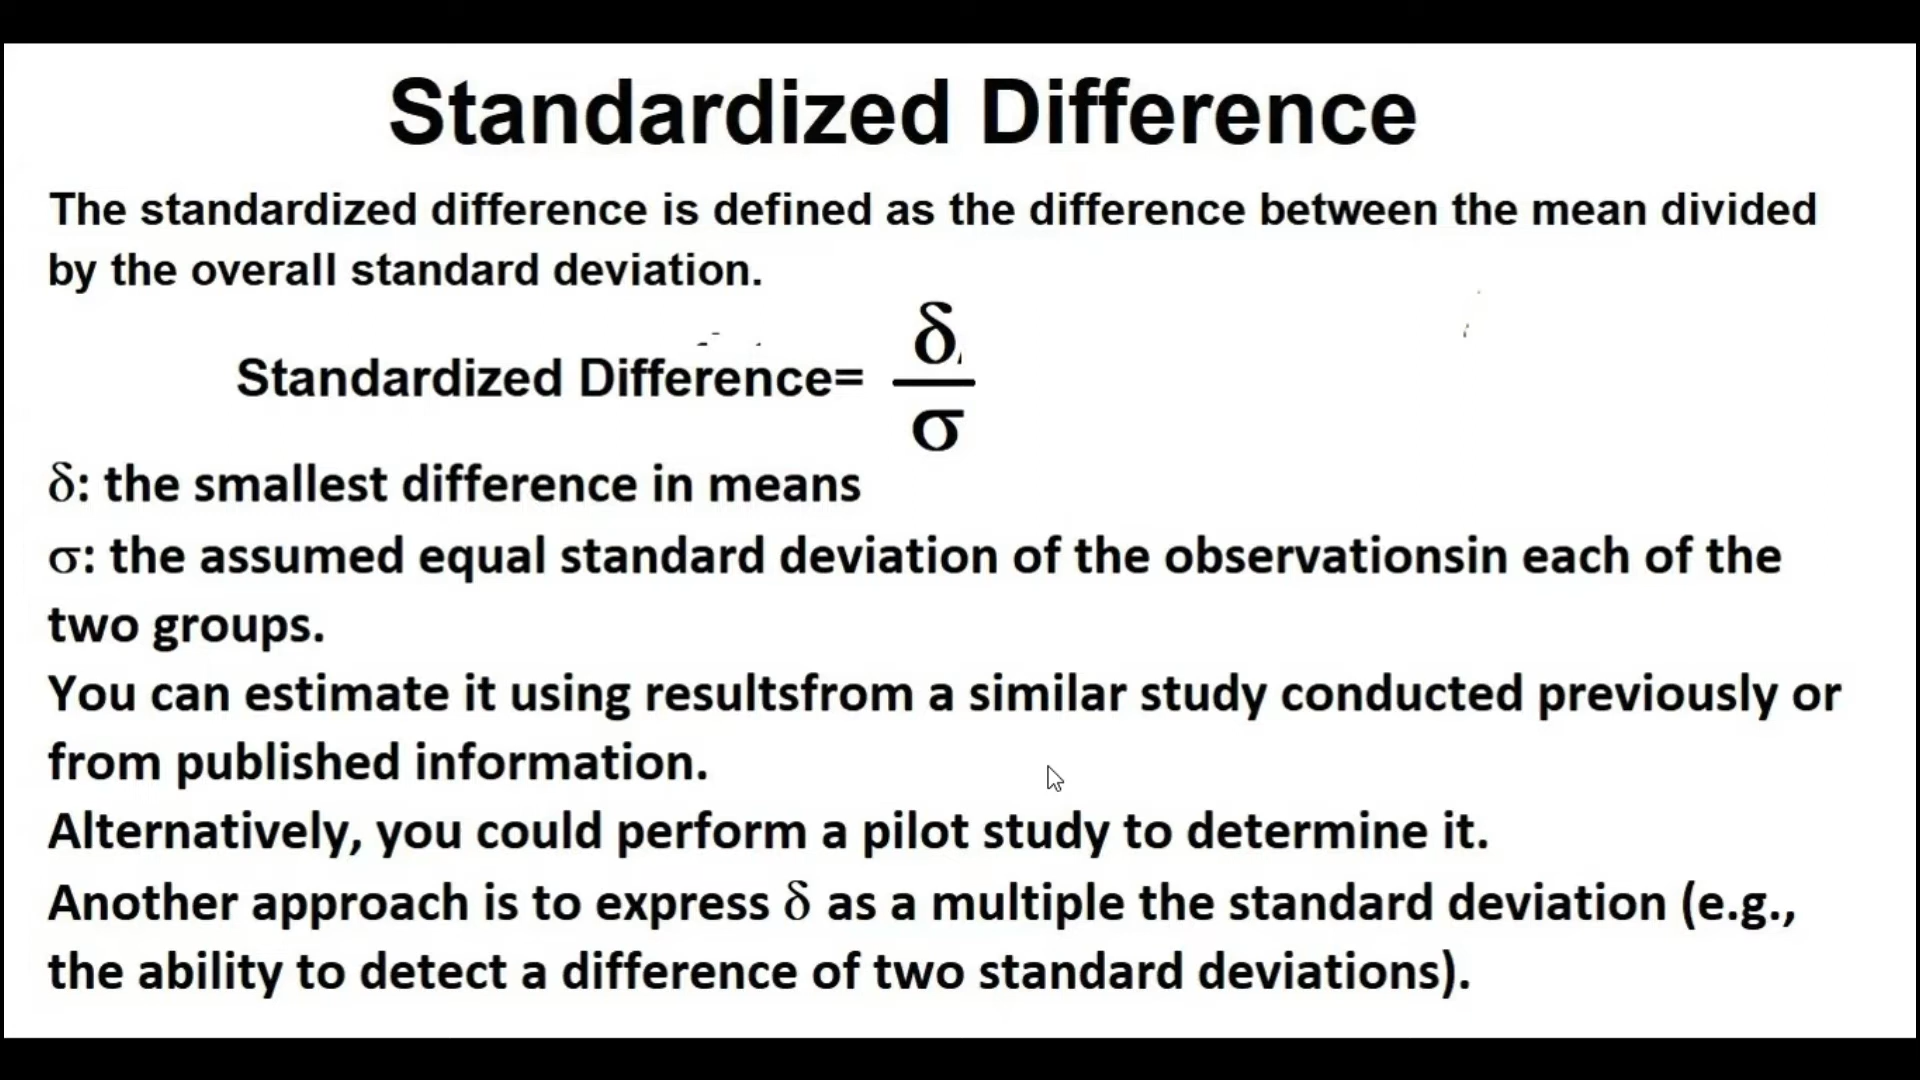 Standardized Difference
The standardized difference is defined as the difference between the mean divided
by the overall standard deviation.
Standardized Difference= δ/σ
δ: the smallest difference in means
σ: the assumed equal standard deviation of the observationsin each of the
two groups.
You can estimate it using resultsfrom a similar study conducted previously or
from published information.
Alternatively, you could perform a pilot study to determine it.
Another approach is to express δ as a multiple the standard deviation (e.g.,
the ability to detect a difference of two standard deviations).